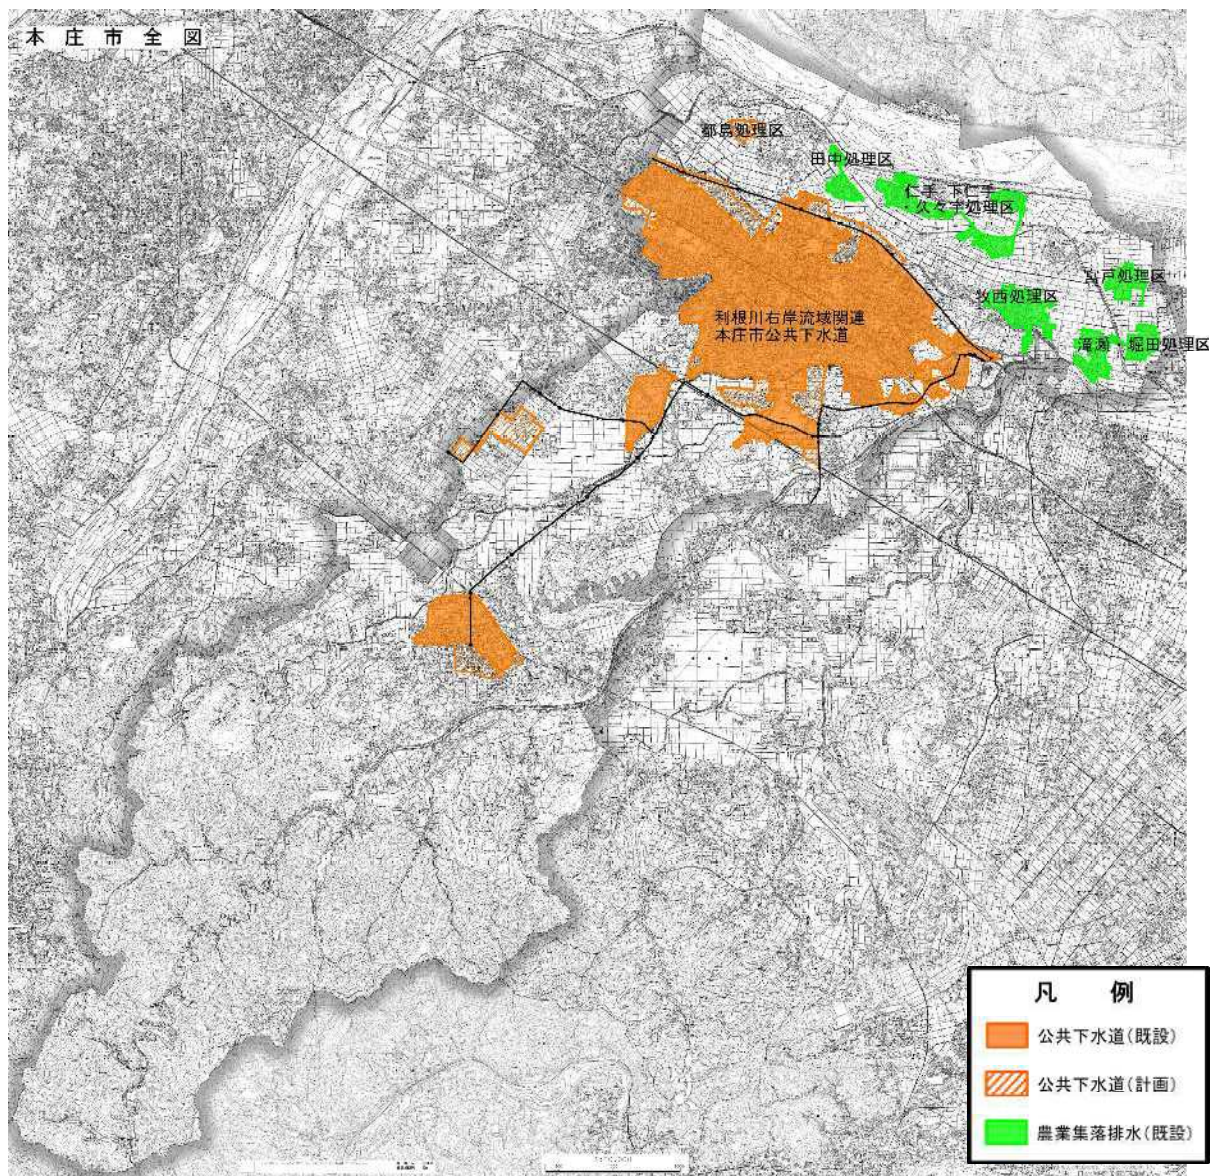 本庄市全図
都島処理区
田中処理区
仁手・下仁手
久々宇処理区
宮戸処理区
牧西処理区
利根川右岸流域関連
本庄市公共下水道
滝瀬・堀田処理区
凡 例
公共下水道(既設)
公共下水道(計画)
農業集落排水(既設)